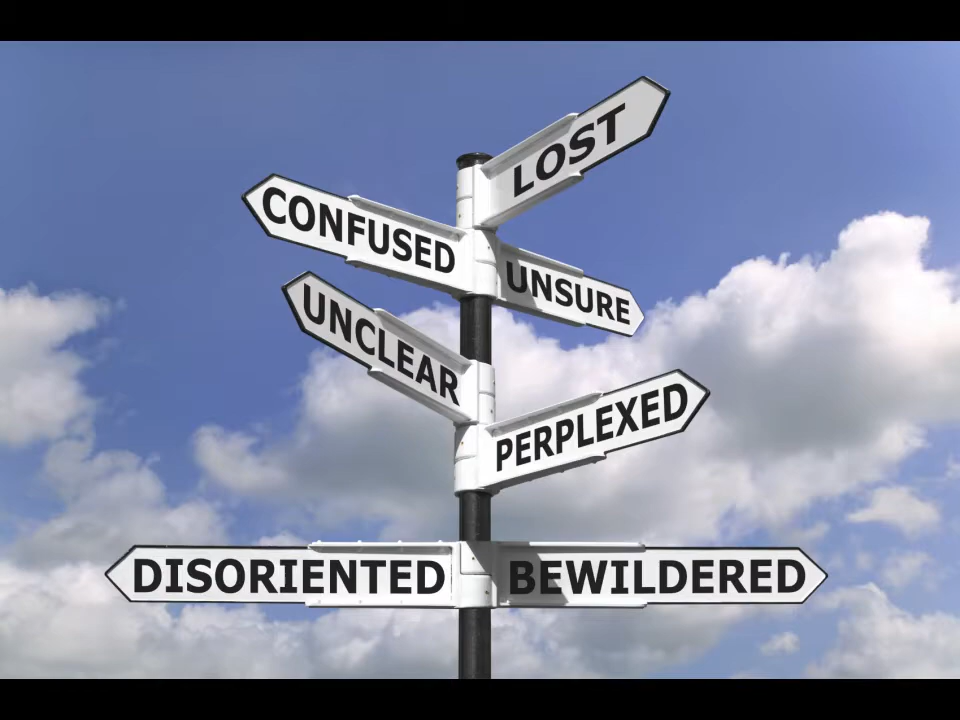 LOST
CONFUSED
UNSURE
UNCLEAR
PERPLEXED
DISORIENTED
BEWILDERED